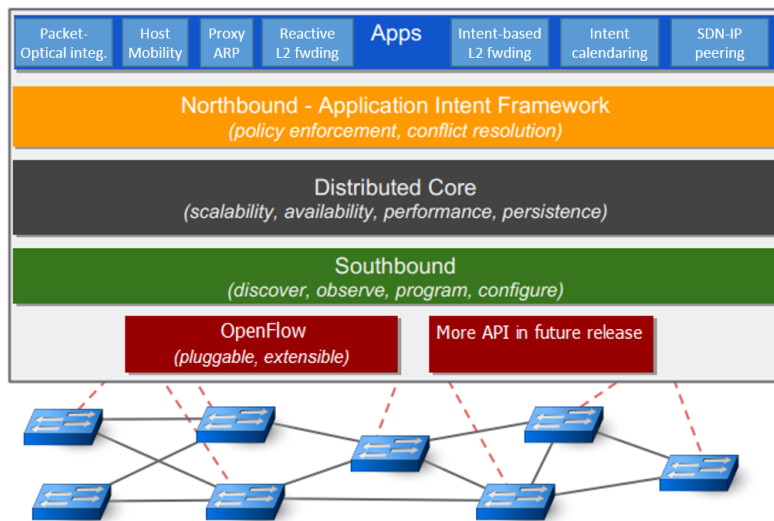 Packet-
Optical integ.
Host
Mobility
Proxy
ARP
Reactive
L2 fwding
Apps
Intent-based
L2 fwding
Intent
calendaring
SDN-IP
peering
Northbound - Application Intent Framework
(policy enforcement, conflict resolution)
Distributed Core
(scalability, availability, performance, persistence)
Southbound
(discover, observe, program, configure)
OpenFlow
(pluggable, extensible)
More API in future release